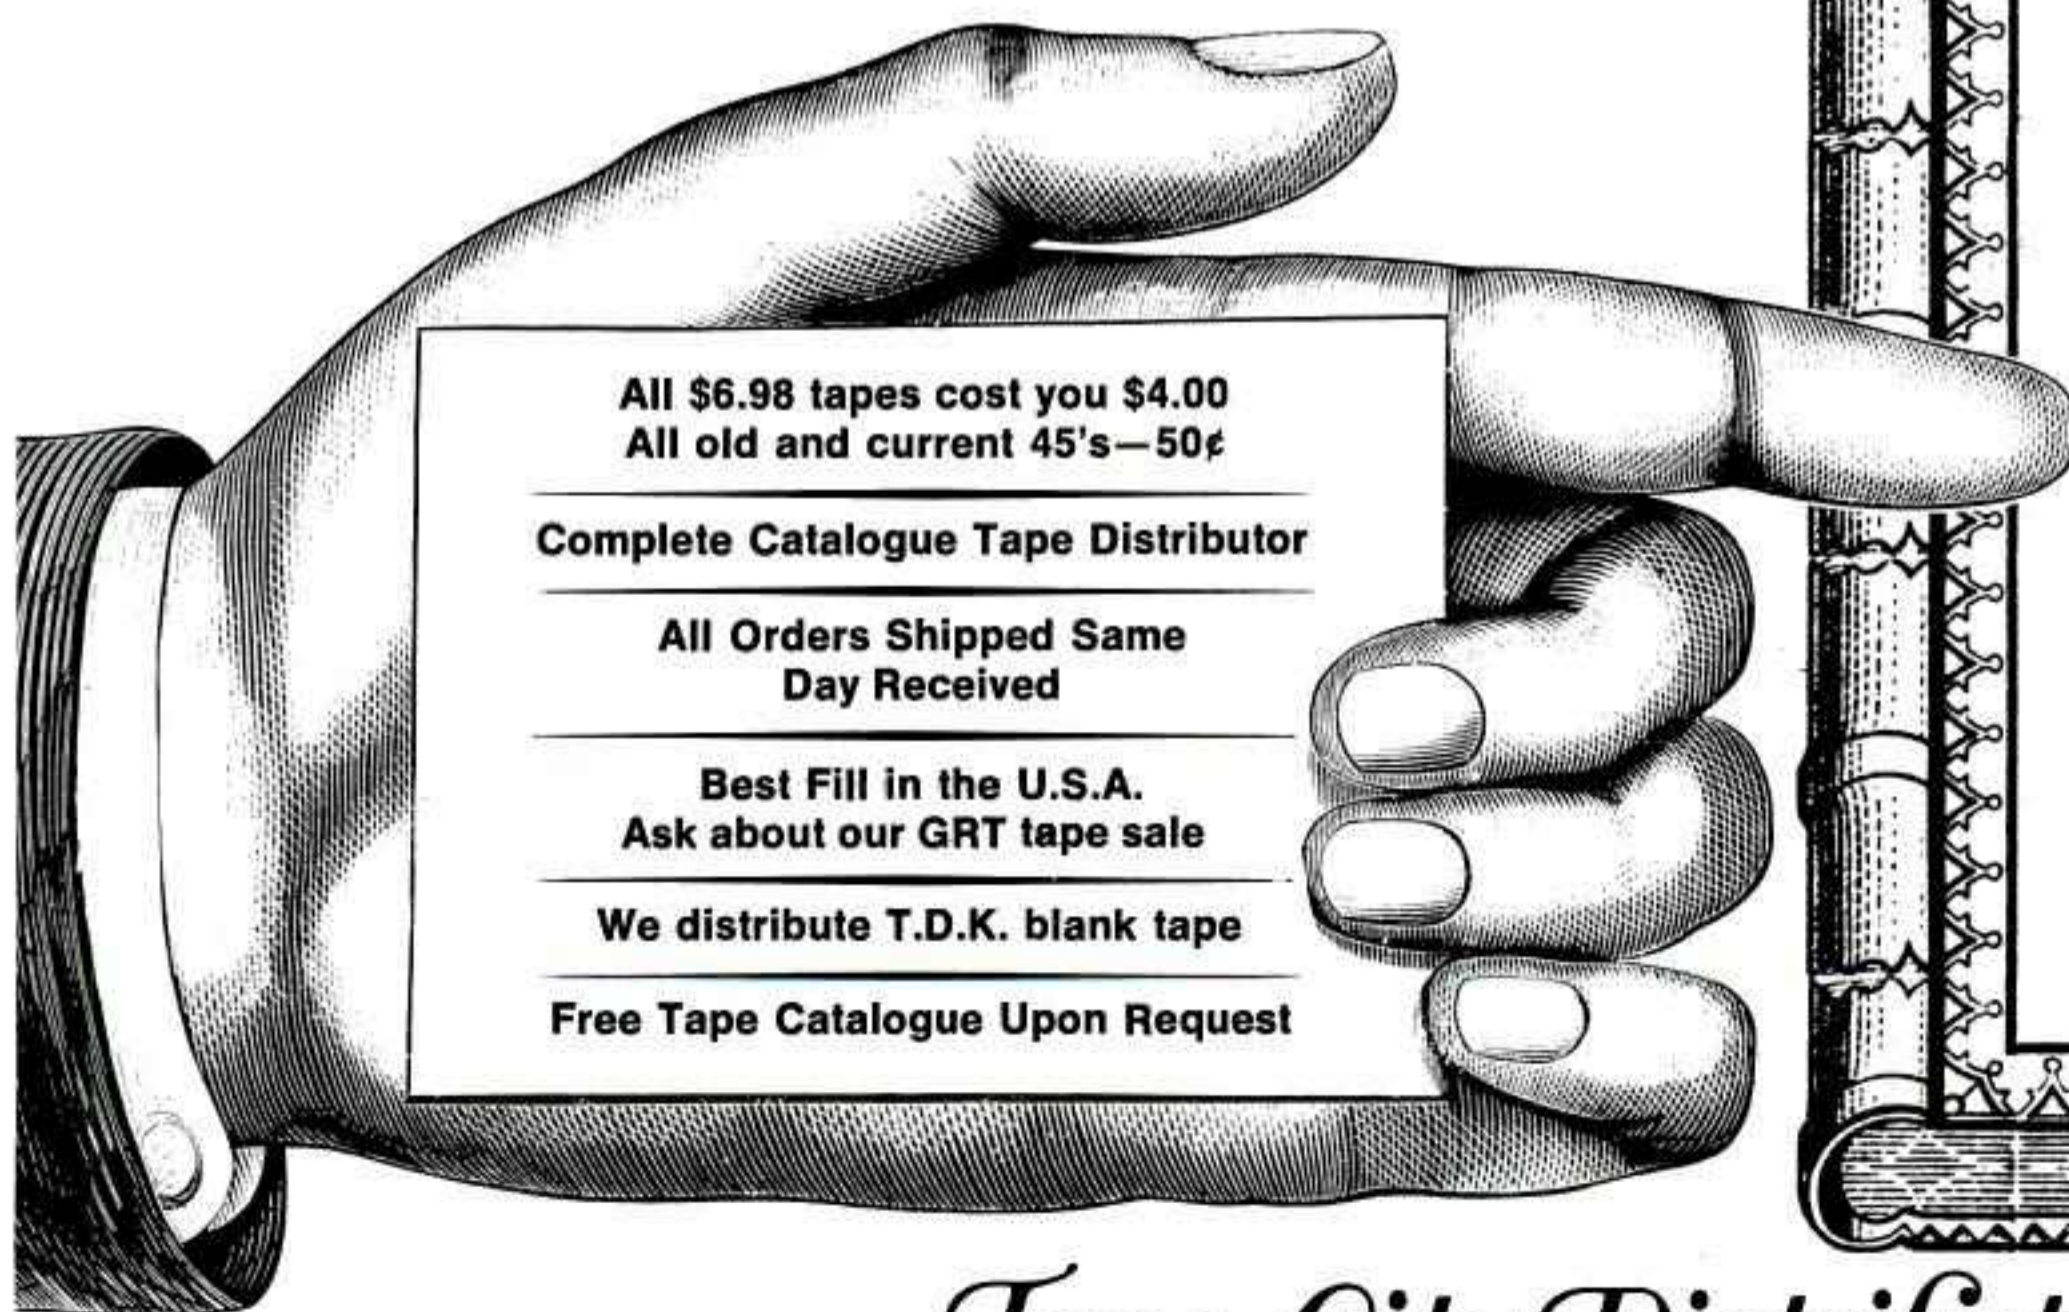 All $6.98 tapes cost you $4.00
All old and current 45's—50¢
Complete Catalogue Tape Distributor
All Orders Shipped Same
Day Received
Best Fill in the U.S.A.
Ask about our GRT tape sale
We distribute T.D.K. blank tape
Free Tape Catalogue Upon Request